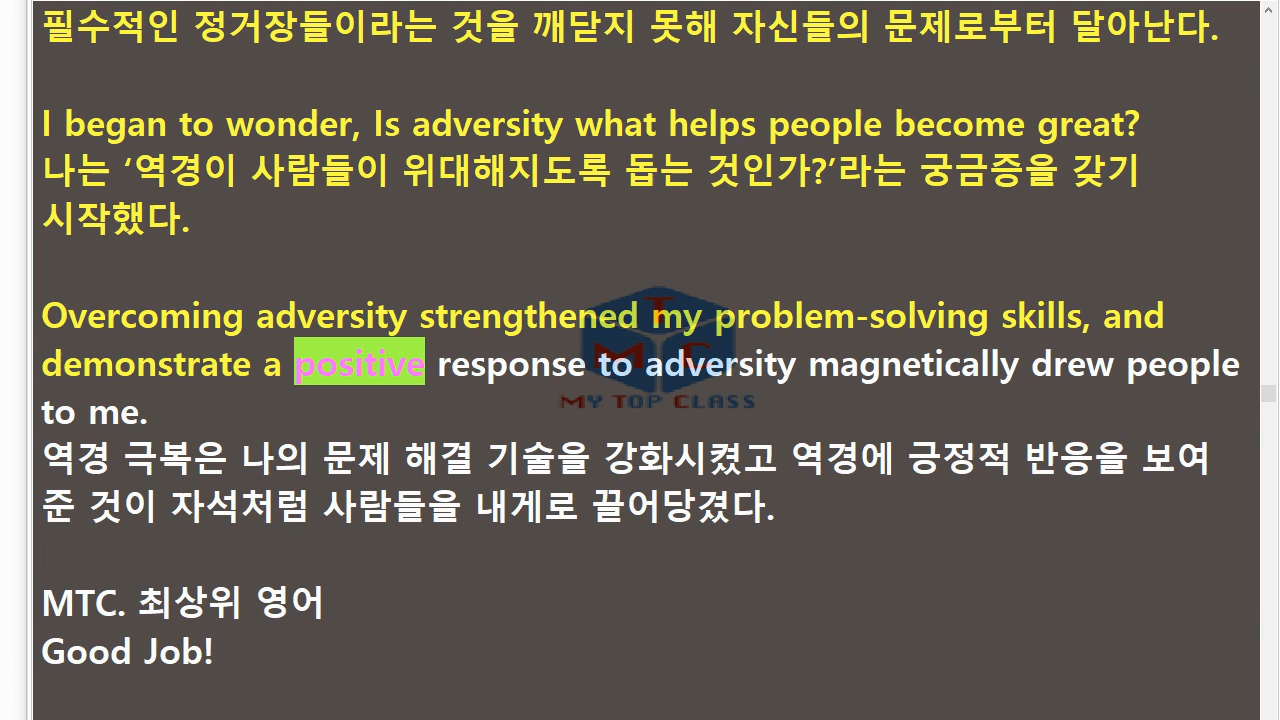 필수적인 정거장들이라는 것을 깨닫지 못해 자신들의 문제로부터 달아난다.
I began to wonder, Is adversity what helps people become great?
나는 ‘역경이 사람들이 위대해지도록 돕는 것인가?’라는 궁금증을 갖기
시작했다.
Overcoming adversity strengthened my problem-solving skills, and
demonstrate a positive response to adversity magnetically drew people
to me.
역경 극복은 나의 문제 해결 기술을 강화시켰고 역경에 긍정적 반응을 보여
준 것이 자석처럼 사람들을 내게로 끌어당겼다.
MTC. 최상위 영어
Good Job!
T
M C
MY TOP CLASS